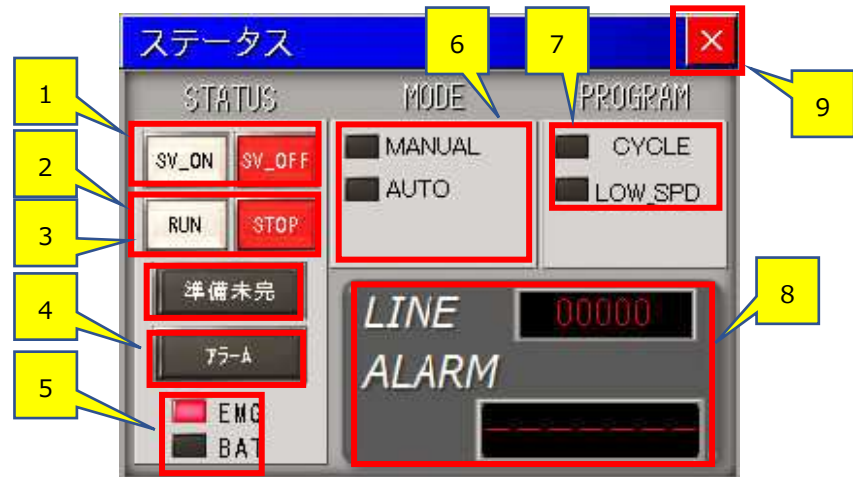 ステータス
×
STATUS
MODE
PROGRAM
SV_ON
SV_OFF
RUN
STOP
準備未完
アラーム
EMG
BAT
MANUAL
AUTO
CYCLE
LOW_SPD
LINE
00000
ALARM
------
1
2
3
4
5
6
7
8
9